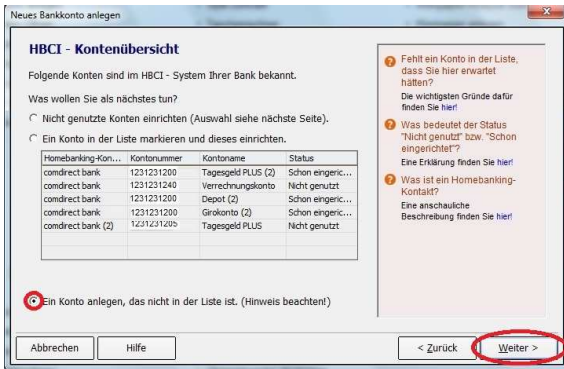 Neues Bankkonto anlegen
HBCI - Kontenübersicht
Folgende Konten sind im HBCI - System Ihrer Bank bekannt.
Was wollen Sie als nächstes tun?
Nicht genutzte Konten einrichten (Auswahl siehe nächste Seite).
Ein Konto in der Liste markieren und dieses einrichten.
Homebanking-Kon... Kontonummer Kontoname Status
comdirect bank 1231231200 Tagesgeld PLUS (2) Schon eingeric...
comdirect bank 1231231240 Verrechnungskonto Nicht genutzt
comdirect bank 1231231200 Depot (2) Schon eingeric...
comdirect bank 1231231200 Girokonto (2) Schon eingeric...
comdirect bank (2) 1231231205 Tagesgeld PLUS Nicht genutzt
Ein Konto anlegen, das nicht in der Liste ist. (Hinweis beachten!)
Fehlt ein Konto in der Liste,
dass Sie hier erwartet
hätten?
Die wichtigsten Gründe dafür
finden Sie hier!
Was bedeutet der Status
"Nicht genutzt" bzw. "Schon
eingerichtet"?
Eine Erklärung finden Sie hier!
Was ist ein Homebanking-
Kontakt?
Eine anschauliche
Beschreibung finden Sie hier!
Abbrechen Hilfe < Zurück Weiter >